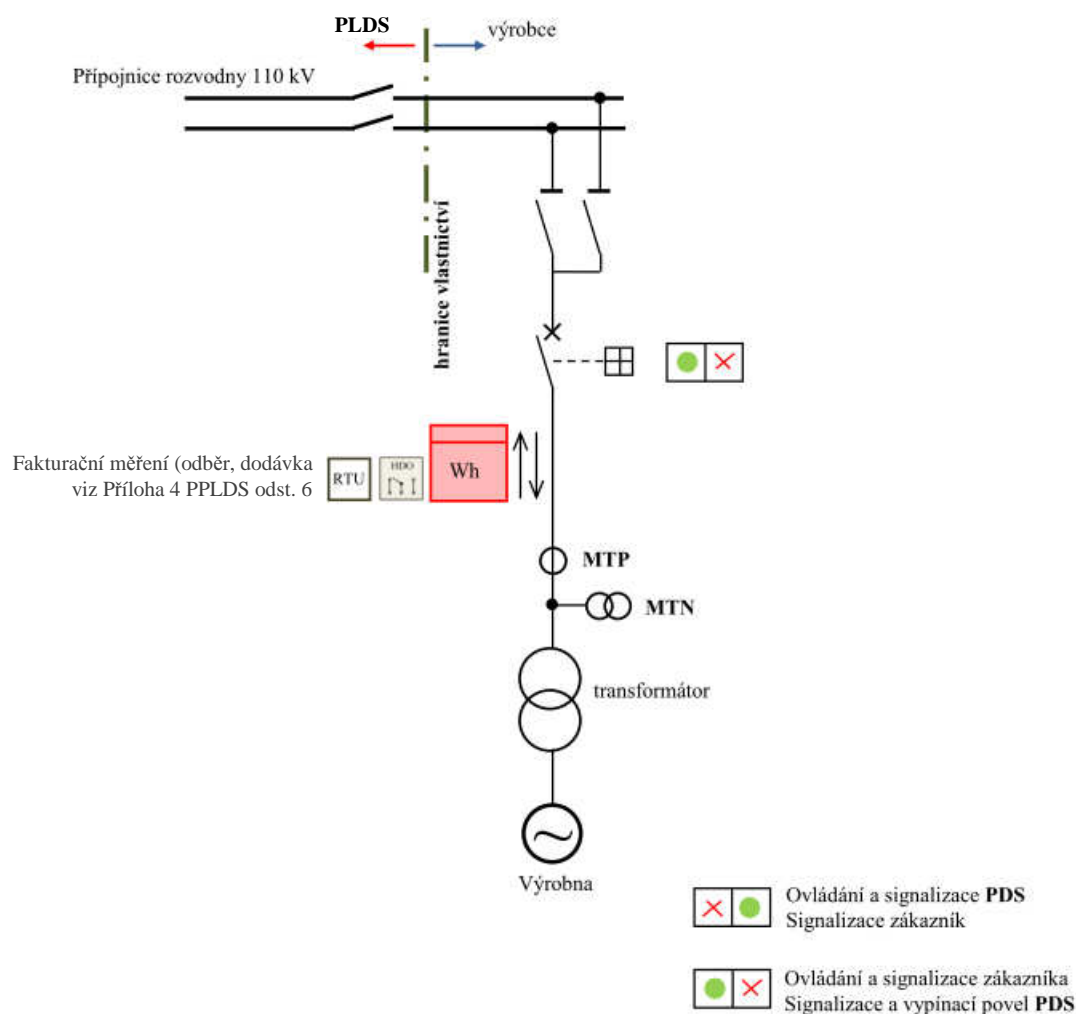 PLDS
výrobce
Přípojnice rozvodny 110 kV
hranice vlastnictví
Fakturační měření (odběr, dodávka
viz Příloha 4 PPLDS odst. 6
RTU
HDO
Wh
MTP
MTN
transformátor
Výrobna
Ovládání a signalizace PDS
Signalizace zákazník
Ovládání a signalizace zákazníka
Signalizace a vypínací povel PDS